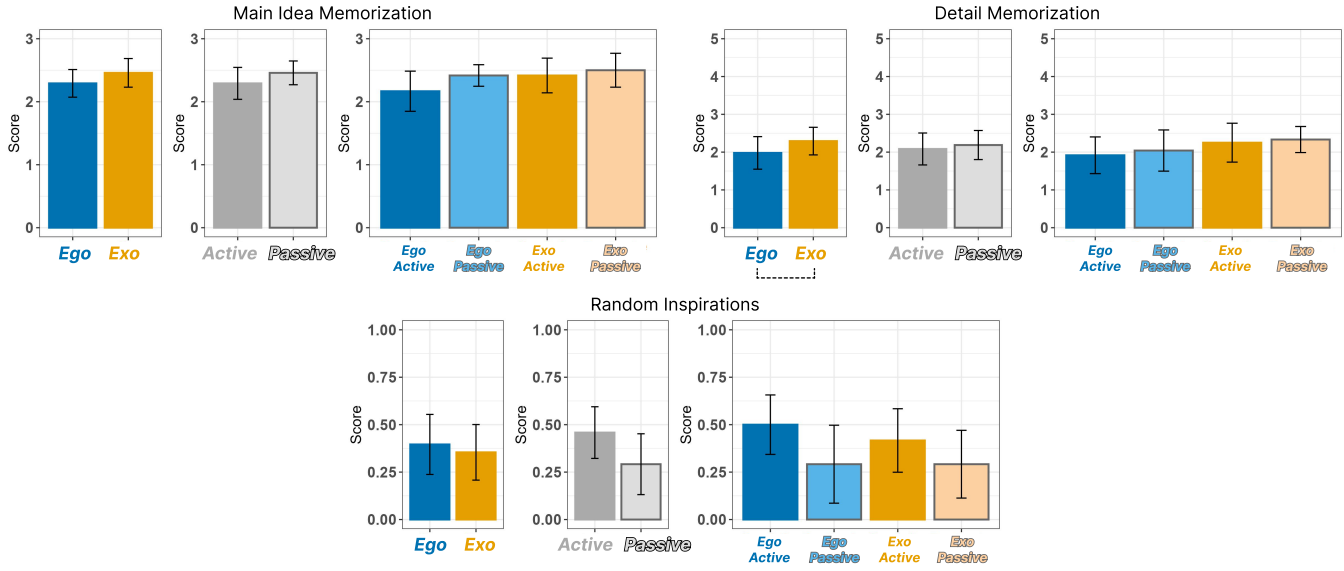 Main Idea Memorization
Score
3
2
1
0
Ego Exo
Score
3
2
1
0
Active Passive
Score
3
2
1
0
Ego Active
Ego Passive
Exo Active
Exo Passive
Detail Memorization
Score
5
4
3
2
1
0
Ego Exo
Score
5
4
3
2
1
0
Active Passive
Score
5
4
3
2
1
0
Ego Active
Ego Passive
Exo Active
Exo Passive
Random Inspirations
Score
1.00
0.75
0.50
0.25
0.00
Ego Exo
Score
1.00
0.75
0.50
0.25
0.00
Active Passive
Score
1.00
0.75
0.50
0.25
0.00
Ego Active
Ego Passive
Exo Active
Exo Passive